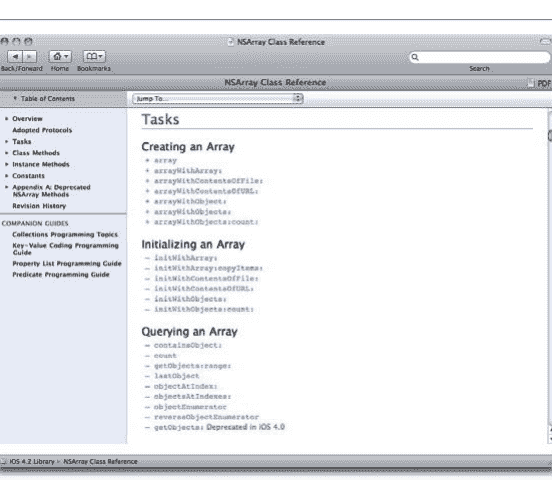 NSArray Class Reference
Back/Forward Home Bookmarks
Search
NSArray Class Reference
PDF
Table of Contents
Jump To...
Overview
Adopted Protocols
Tasks
Class Methods
Instance Methods
Constants
Appendix A: Deprecated
NSArray Methods
Revision History
COMPANION GUIDES
Collections Programming Topics
Key-Value Coding Programming
Guide
Property List Programming Guide
Predicate Programming Guide
Tasks
Creating an Array
+ array
+ arrayWithArray:
+ arrayWithContentsOfFile:
+ arrayWithContentsOfURL:
+ arrayWithObject:
+ arrayWithObjects:
+ arrayWithObjects:count:
Initializing an Array
– initWithArray:
– initWithArray:copyItems:
– initWithContentsOfFile:
– initWithContentsOfURL:
– initWithObjects:
– initWithObjects:count:
Querying an Array
– containsObject:
– count
– getObjects:range:
– lastObject
– objectAtIndex:
– objectsAtIndexes:
– objectEnumerator
– reverseObjectEnumerator
– getObjects: Deprecated in iOS 4.0
iOS 4.2 Library ▸ NSArray Class Reference